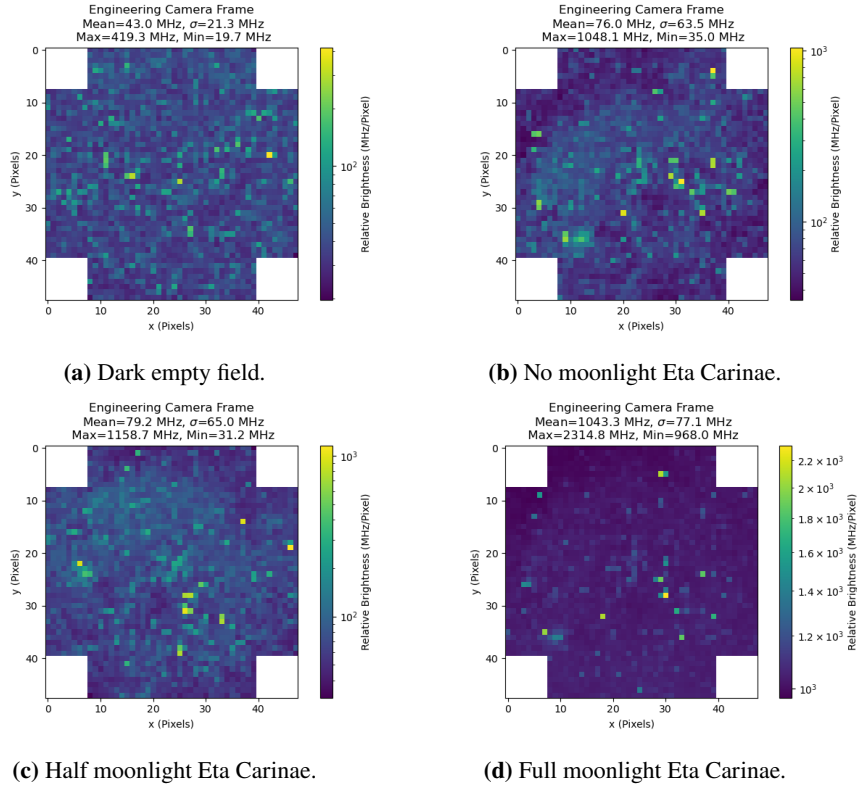 Engineering Camera Frame
Mean=43.0 MHz, σ=21.3 MHz
Max=419.3 MHz, Min=19.7 MHz
0
10
20
30
40
y (Pixels)
0 10 20 30 40
x (Pixels)
10²
Relative Brightness (MHz/Pixel)
(a) Dark empty field.
Engineering Camera Frame
Mean=76.0 MHz, σ=63.5 MHz
Max=1048.1 MHz, Min=35.0 MHz
0
10
20
30
40
y (Pixels)
0 10 20 30 40
x (Pixels)
10³
10²
Relative Brightness (MHz/Pixel)
(b) No moonlight Eta Carinae.
Engineering Camera Frame
Mean=79.2 MHz, σ=65.0 MHz
Max=1158.7 MHz, Min=31.2 MHz
0
10
20
30
40
y (Pixels)
0 10 20 30 40
x (Pixels)
10³
10²
Relative Brightness (MHz/Pixel)
(c) Half moonlight Eta Carinae.
Engineering Camera Frame
Mean=1043.3 MHz, σ=77.1 MHz
Max=2314.8 MHz, Min=968.0 MHz
0
10
20
30
40
y (Pixels)
0 10 20 30 40
x (Pixels)
2.2 × 10³
2 × 10³
1.8 × 10³
1.6 × 10³
1.4 × 10³
1.2 × 10³
10³
Relative Brightness (MHz/Pixel)
(d) Full moonlight Eta Carinae.